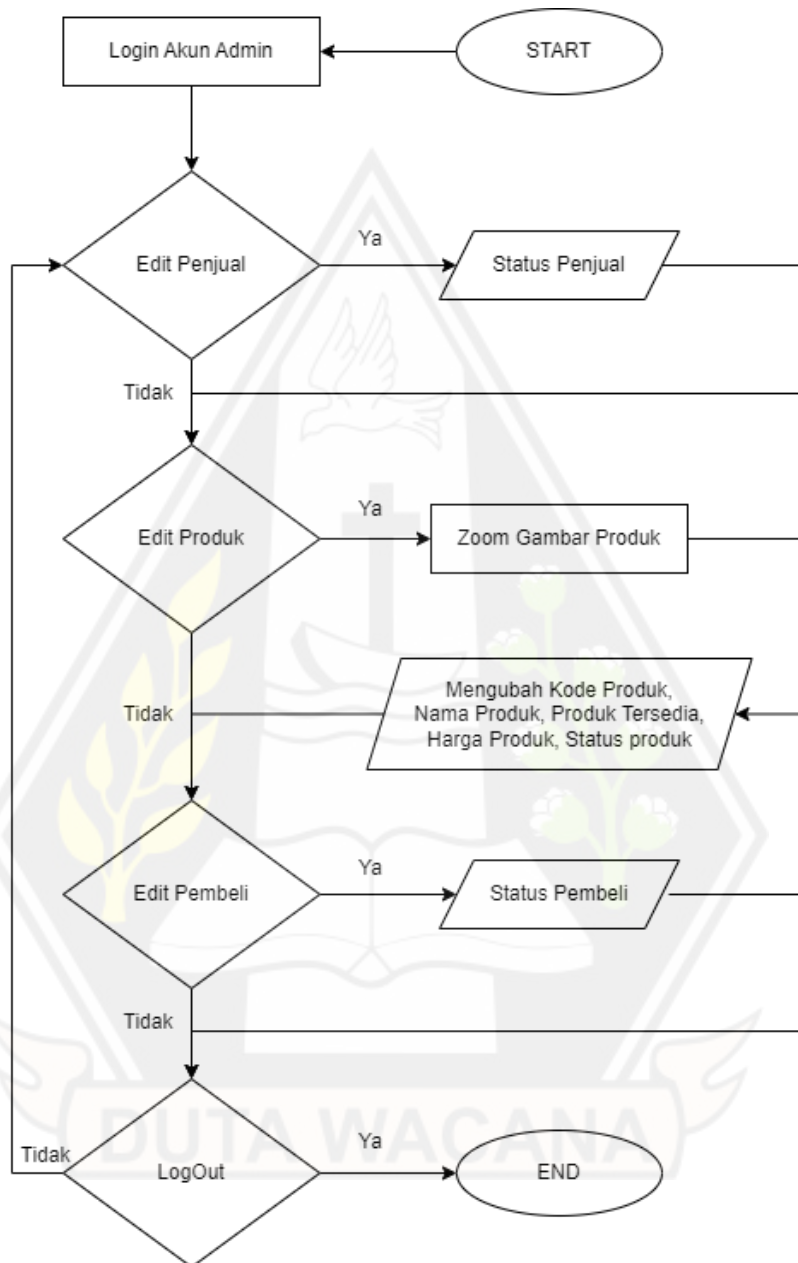 Login Akun Admin
START
Edit Penjual
Ya
Status Penjual
Tidak
Edit Produk
Ya
Zoom Gambar Produk
Tidak
Mengubah Kode Produk,
Nama Produk, Produk Tersedia,
Harga Produk, Status produk
Edit Pembeli
Ya
Status Pembeli
Tidak
DUTA WACANA
Tidak
LogOut
Ya
END